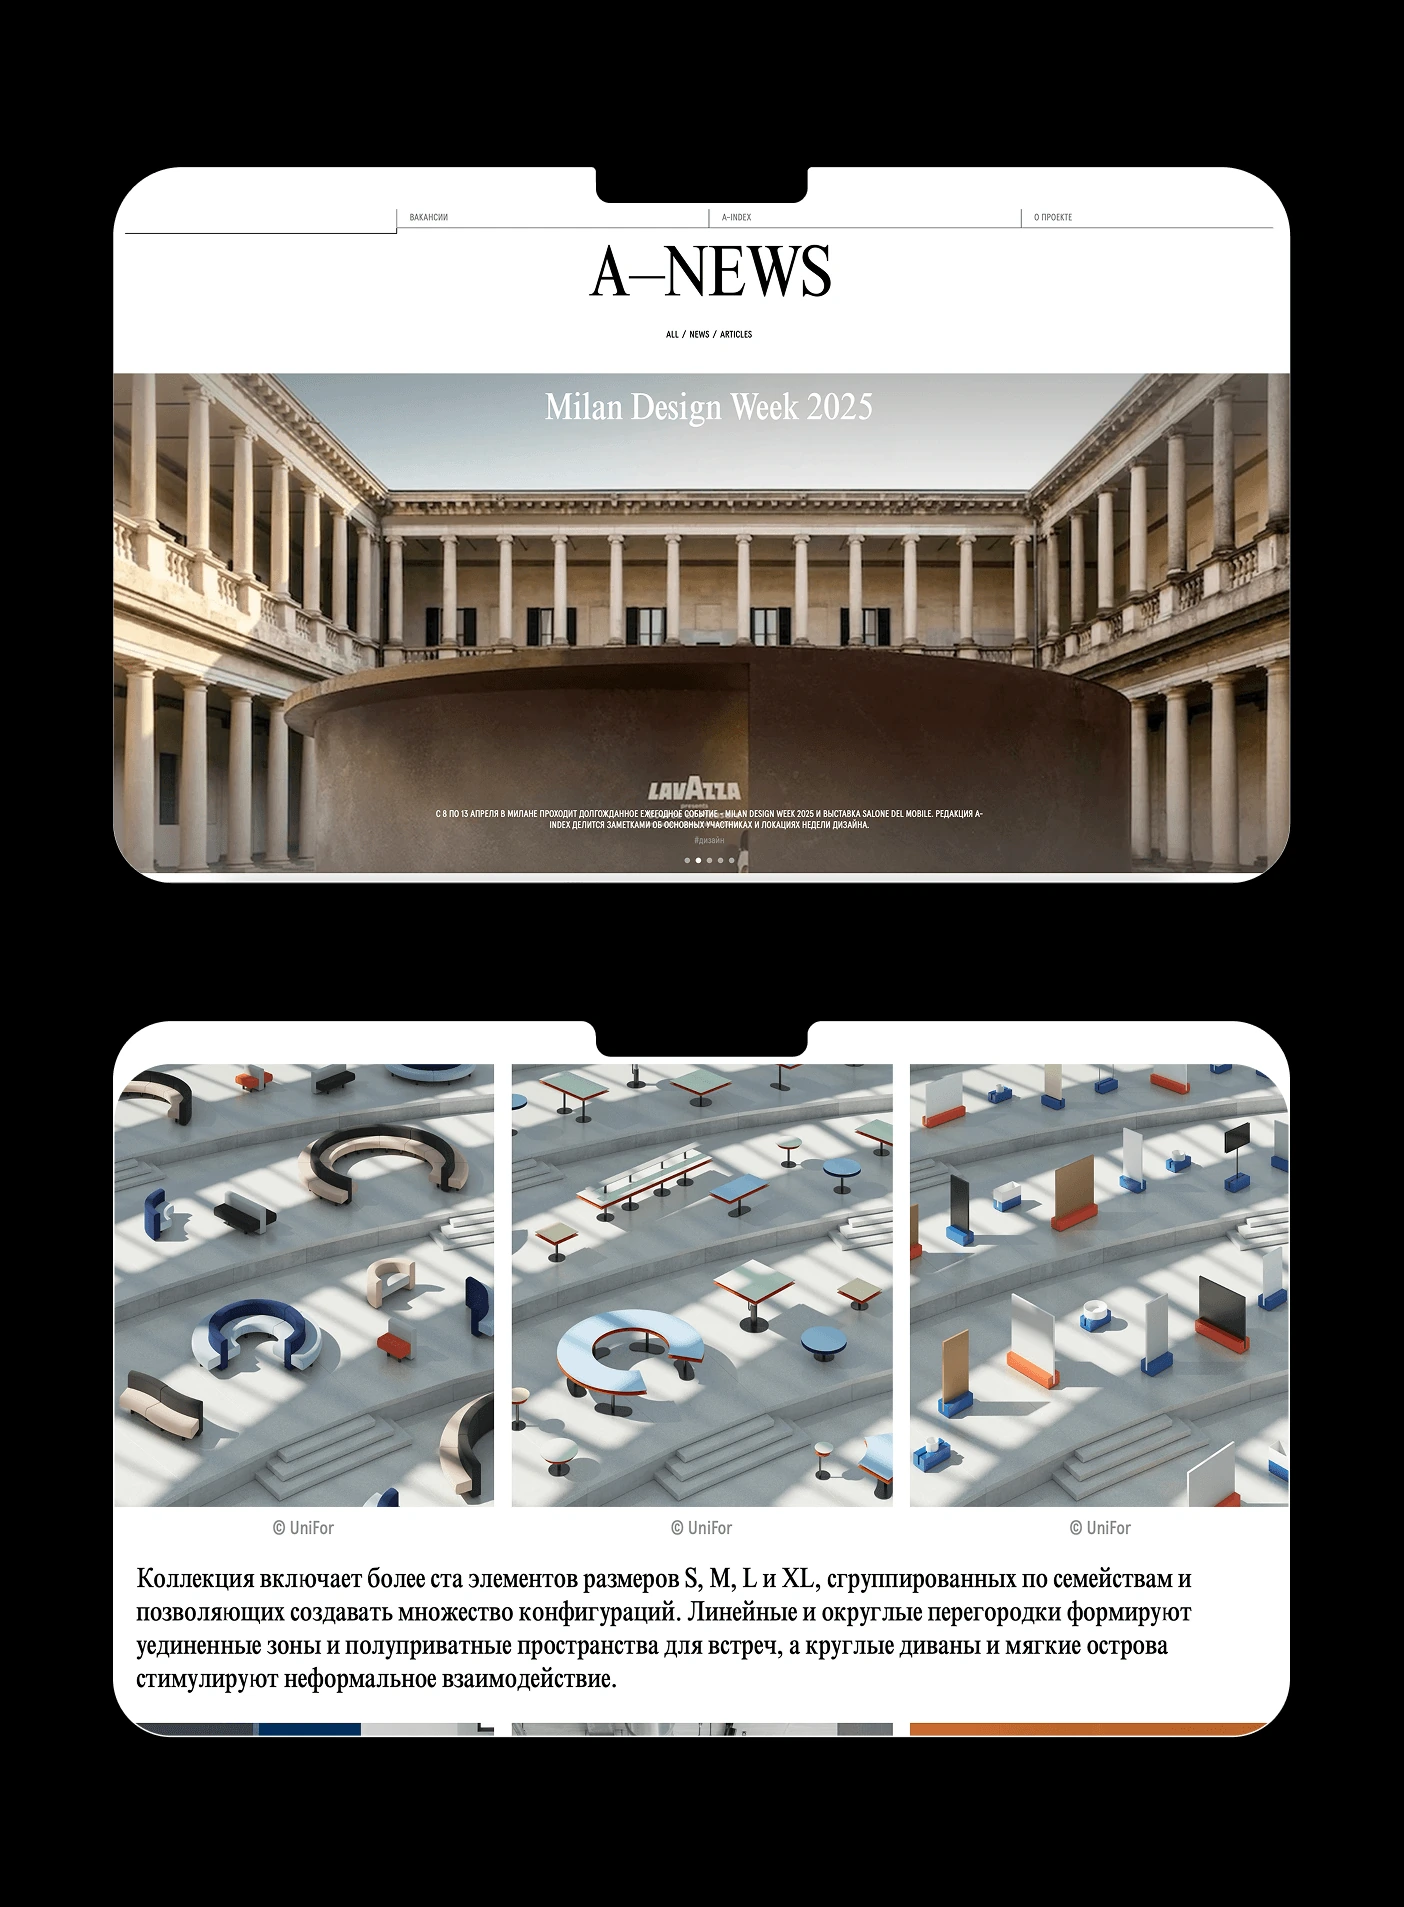 ВАКАНСИИ
A-INDEX
О ПРОЕКТЕ
A—NEWS
ALL / NEWS / ARTICLES
Milan Design Week 2025
LAVAZZA
presents
С 8 ПО 13 АПРЕЛЯ В МИЛАНЕ ПРОХОДИТ ДОЛГОЖДАННОЕ ЕЖЕГОДНОЕ СОБЫТИЕ - MILAN DESIGN WEEK 2025 И ВЫСТАВКА SALONE DEL MOBILE. РЕДАКЦИЯ A-
INDEX ДЕЛИТСЯ ЗАМЕТКАМИ ОБ ОСНОВНЫХ УЧАСТНИКАХ И ЛОКАЦИЯХ НЕДЕЛИ ДИЗАЙНА.
#дизайн
© UniFor
© UniFor
© UniFor
Коллекция включает более ста элементов размеров S, M, L и XL, сгруппированных по семействам и
позволяющих создавать множество конфигураций. Линейные и округлые перегородки формируют
уединенные зоны и полуприватные пространства для встреч, а круглые диваны и мягкие острова
стимулируют неформальное взаимодействие.